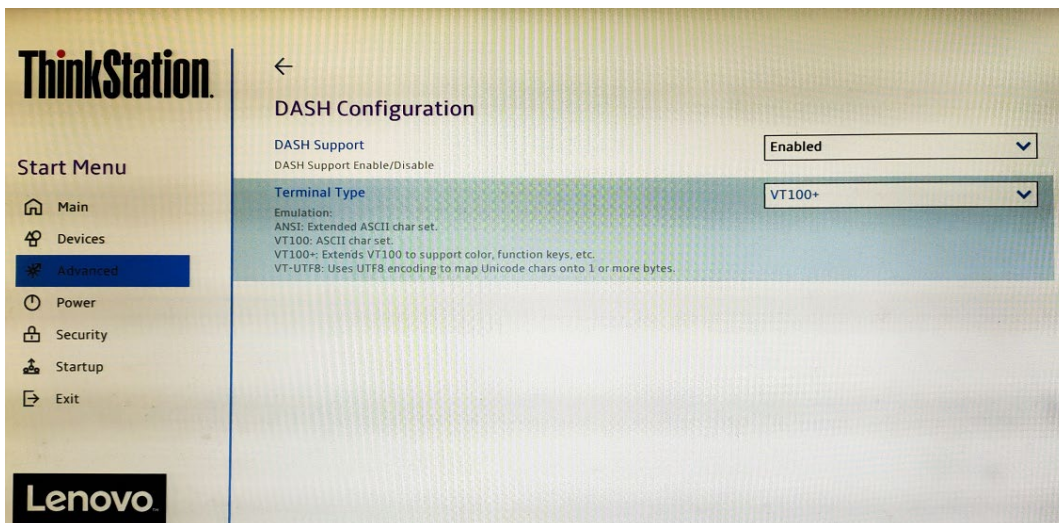 ThinkStation
Start Menu
Main
Devices
Advanced
Power
Security
Startup
Exit
Lenovo
DASH Configuration
DASH Support
Enabled
DASH Support Enable/Disable
Terminal Type
VT100+
Emulation:
ANSI: Extended ASCII char set.
VT100: ASCII char set.
VT100+: Extends VT100 to support color, function keys, etc.
VT-UTF8: Uses UTF8 encoding to map Unicode chars onto 1 or more bytes.